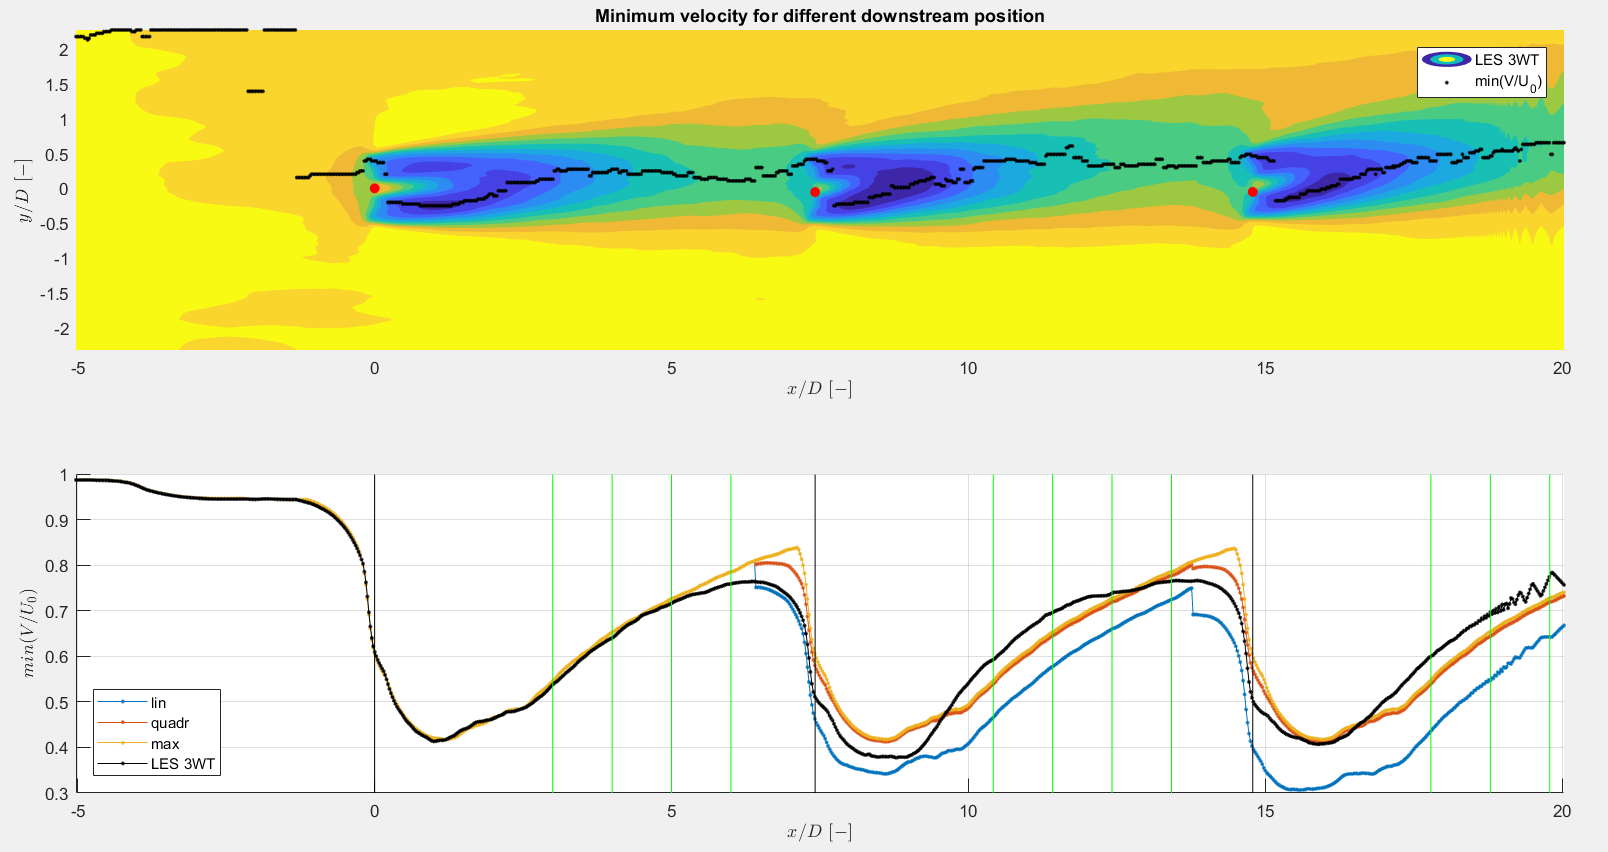 Minimum velocity for different downstream position
2
1.5
1
0.5
0
-0.5
-1
-1.5
-2
y/D [−]
LES 3WT
min(V/U₀)
-5
0
5
10
15
20
x/D [−]
1
0.9
0.8
0.7
0.6
0.5
0.4
0.3
min(V/U₀)
lin
quadr
max
LES 3WT
-5
0
5
10
15
20
x/D [−]